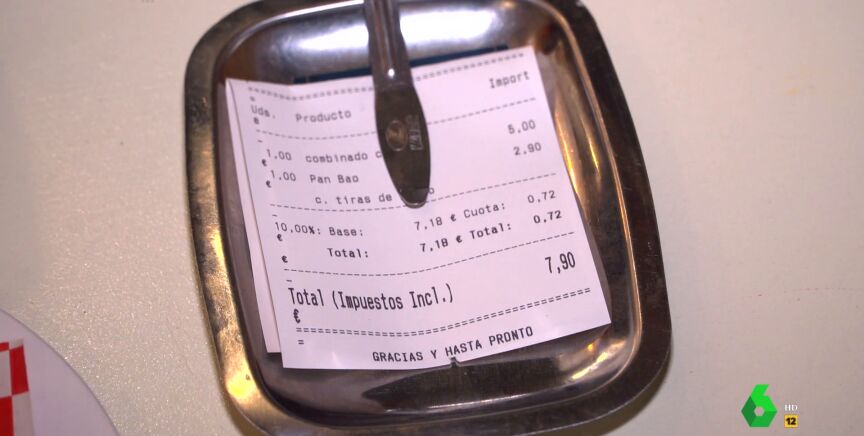 Import
Uds. Producto
€
1,00 combinado c 5,00
€
1,00 Pan Bao 2.90
€
c. tiras de
10,00%: Base: 7,18 € Cuota: 0,72
€
Total: 7,18 € Total: 0,72
€
7,90
Total (Impuestos Incl.)
€
GRACIAS Y HASTA PRONTO
HD
12